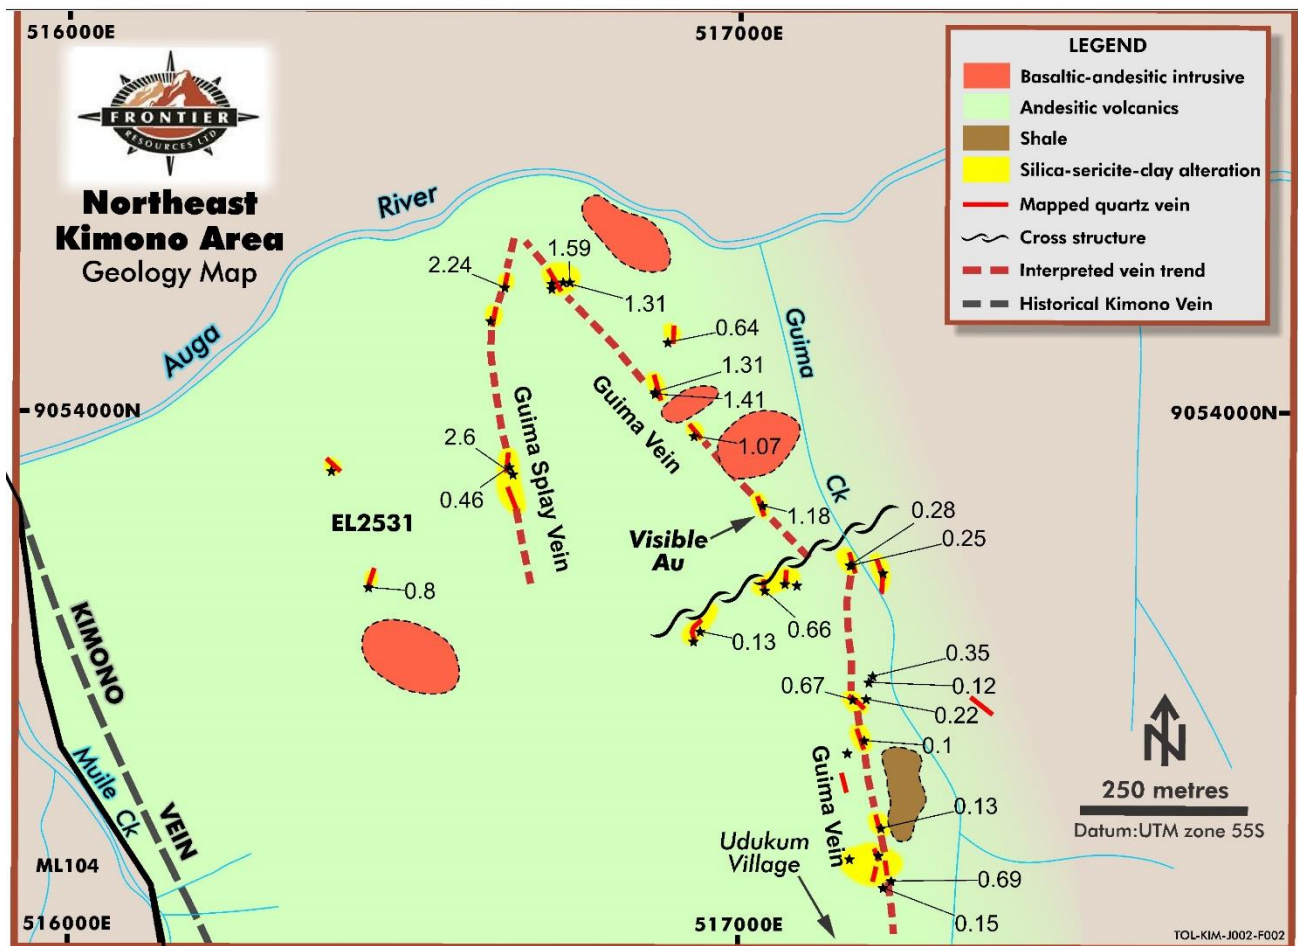 516000E
517000E
FRONTIER
RESOURCES LTD
Northeast
Kimono Area
Geology Map
LEGEND
Basaltic-andesitic intrusive
Andesitic volcanics
Shale
Silica-sericite-clay alteration
Mapped quartz vein
Cross structure
Interpreted vein trend
Historical Kimono Vein
River
Auga
2.24
1.59
1.31
0.64
Guima
Ck
1.31
1.41
9054000N
9054000N
Guima Vein
1.07
Guima Splay Vein
2.6
0.46
EL2531
1.18
Visible
Au
0.28
0.25
0.8
0.66
0.13
0.35
0.12
0.67
0.22
0.1
KIMONO
VEIN
Muile Ck
ML104
Guima Vein
0.13
Udukum
Village
0.69
0.15
N
250 metres
Datum:UTM zone 55S
516000E
517000E
TOL-KIM-J002-F002